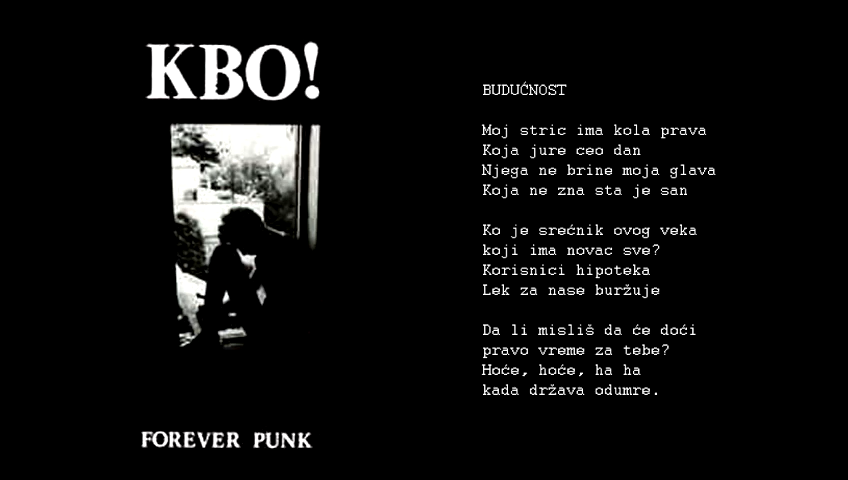 KBO!
FOREVER PUNK
BUDUĆNOST
Moj stric ima kola prava
Koja jure ceo dan
Njega ne brine moja glava
Koja ne zna sta je san
Ko je srećnik ovog veka
koji ima novac sve?
Korisnici hipoteka
Lek za nase buržuje
Da li misliš da će doći
pravo vreme za tebe?
Hoće, hoće, ha ha
kada država odumre.